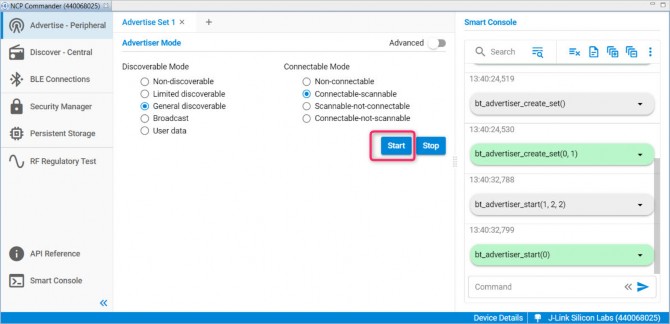 NCP Commander (440068025)
Advertise - Peripheral
Discover - Central
BLE Connections
Security Manager
Persistent Storage
RF Regulatory Test
API Reference
Smart Console
Advertise Set 1
Advertiser Mode
Advanced
Discoverable Mode
Non-discoverable
Limited discoverable
General discoverable
Broadcast
User data
Connectable Mode
Non-connectable
Connectable-scannable
Scannable-not-connectable
Connectable-not-scannable
Start Stop
Smart Console
Search
13:40:24,519
bt_advertiser_create_set()
13:40:24,530
bt_advertiser_create_set(0, 1)
13:40:32,788
bt_advertiser_start(1, 2, 2)
13:40:32,799
bt_advertiser_start(0)
Command
Device Details J-Link Silicon Labs (440068025)